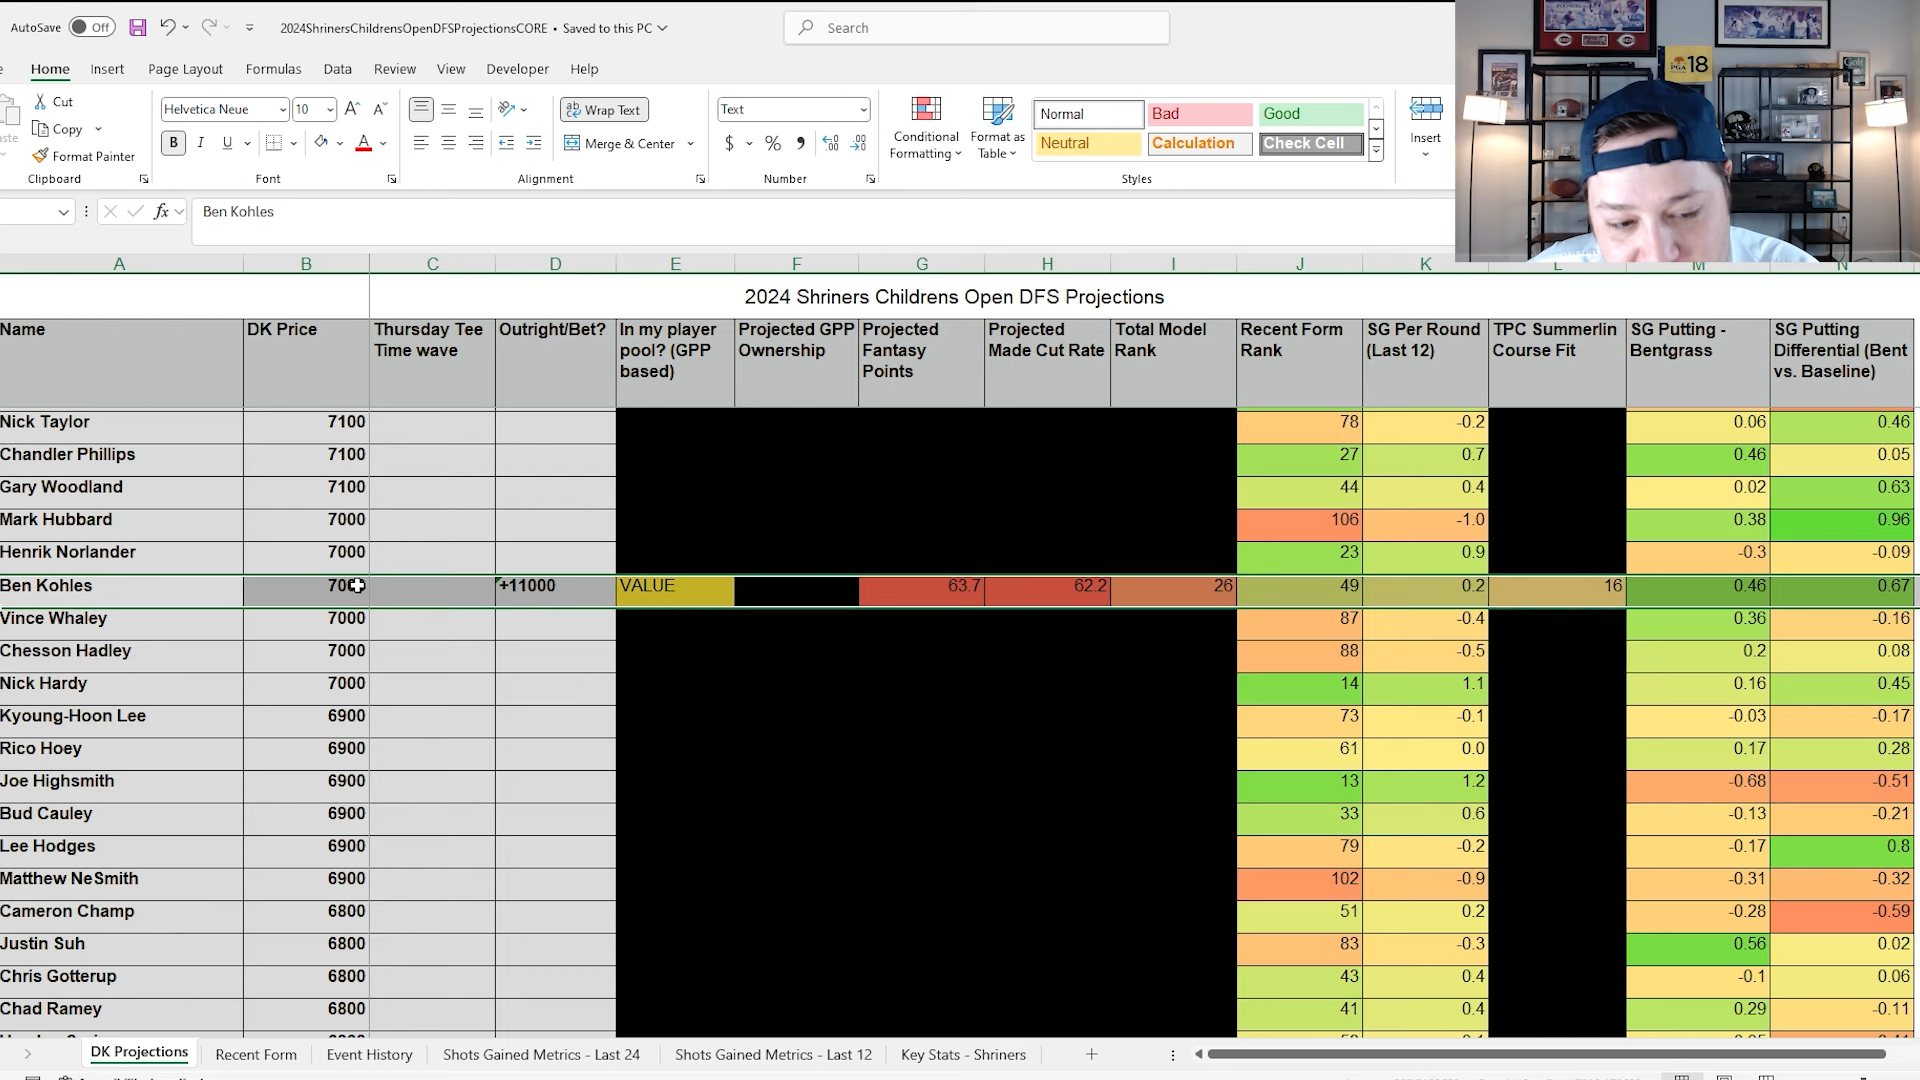 AutoSave Off 2024ShrinersChildrensOpenDFSProjectionsCORE • Saved to this PC Search
Home Insert Page Layout Formulas Data Review View Developer Help
Cut
Copy
Format Painter
Clipboard
Helvetica Neue 10
B I U A
Font
Wrap Text
Merge & Center
Alignment
Text
$ % ,
Number
Conditional Formatting
Format as Table
Normal Bad Good
Neutral Calculation Check Cell
Styles
Insert
PGA 18
fx Ben Kohles
A B C D E F G H I J K L M N
2024 Shriners Childrens Open DFS Projections
Name DK Price Thursday Tee Time wave Outright/Bet? In my player pool? (GPP based) Projected GPP Ownership Projected Fantasy Points Projected Made Cut Rate Total Model Rank Recent Form Rank SG Per Round (Last 12) TPC Summerlin Course Fit SG Putting - Bentgrass SG Putting Differential (Bent vs. Baseline)
Nick Taylor 7100 78 -0.2 0.06 0.46
Chandler Phillips 7100 27 0.7 0.46 0.05
Gary Woodland 7100 44 0.4 0.02 0.63
Mark Hubbard 7000 106 -1.0 0.38 0.96
Henrik Norlander 7000 23 0.9 -0.3 -0.09
Ben Kohles 7000 +11000 VALUE 63.7 62.2 26 49 0.2 16 0.46 0.67
Vince Whaley 7000 87 -0.4 0.36 -0.16
Chesson Hadley 7000 88 -0.5 0.2 0.08
Nick Hardy 7000 14 1.1 0.16 0.45
Kyoung-Hoon Lee 6900 73 -0.1 -0.03 -0.17
Rico Hoey 6900 61 0.0 0.17 0.28
Joe Highsmith 6900 13 1.2 -0.68 -0.51
Bud Cauley 6900 33 0.6 -0.13 -0.21
Lee Hodges 6900 79 -0.2 -0.17 0.8
Matthew NeSmith 6900 102 -0.9 -0.31 -0.32
Cameron Champ 6800 51 0.2 -0.28 -0.59
Justin Suh 6800 83 -0.3 0.56 0.02
Chris Gotterup 6800 43 0.4 -0.1 0.06
Chad Ramey 6800 41 0.4 0.29 -0.11
DK Projections Recent Form Event History Shots Gained Metrics - Last 24 Shots Gained Metrics - Last 12 Key Stats - Shriners